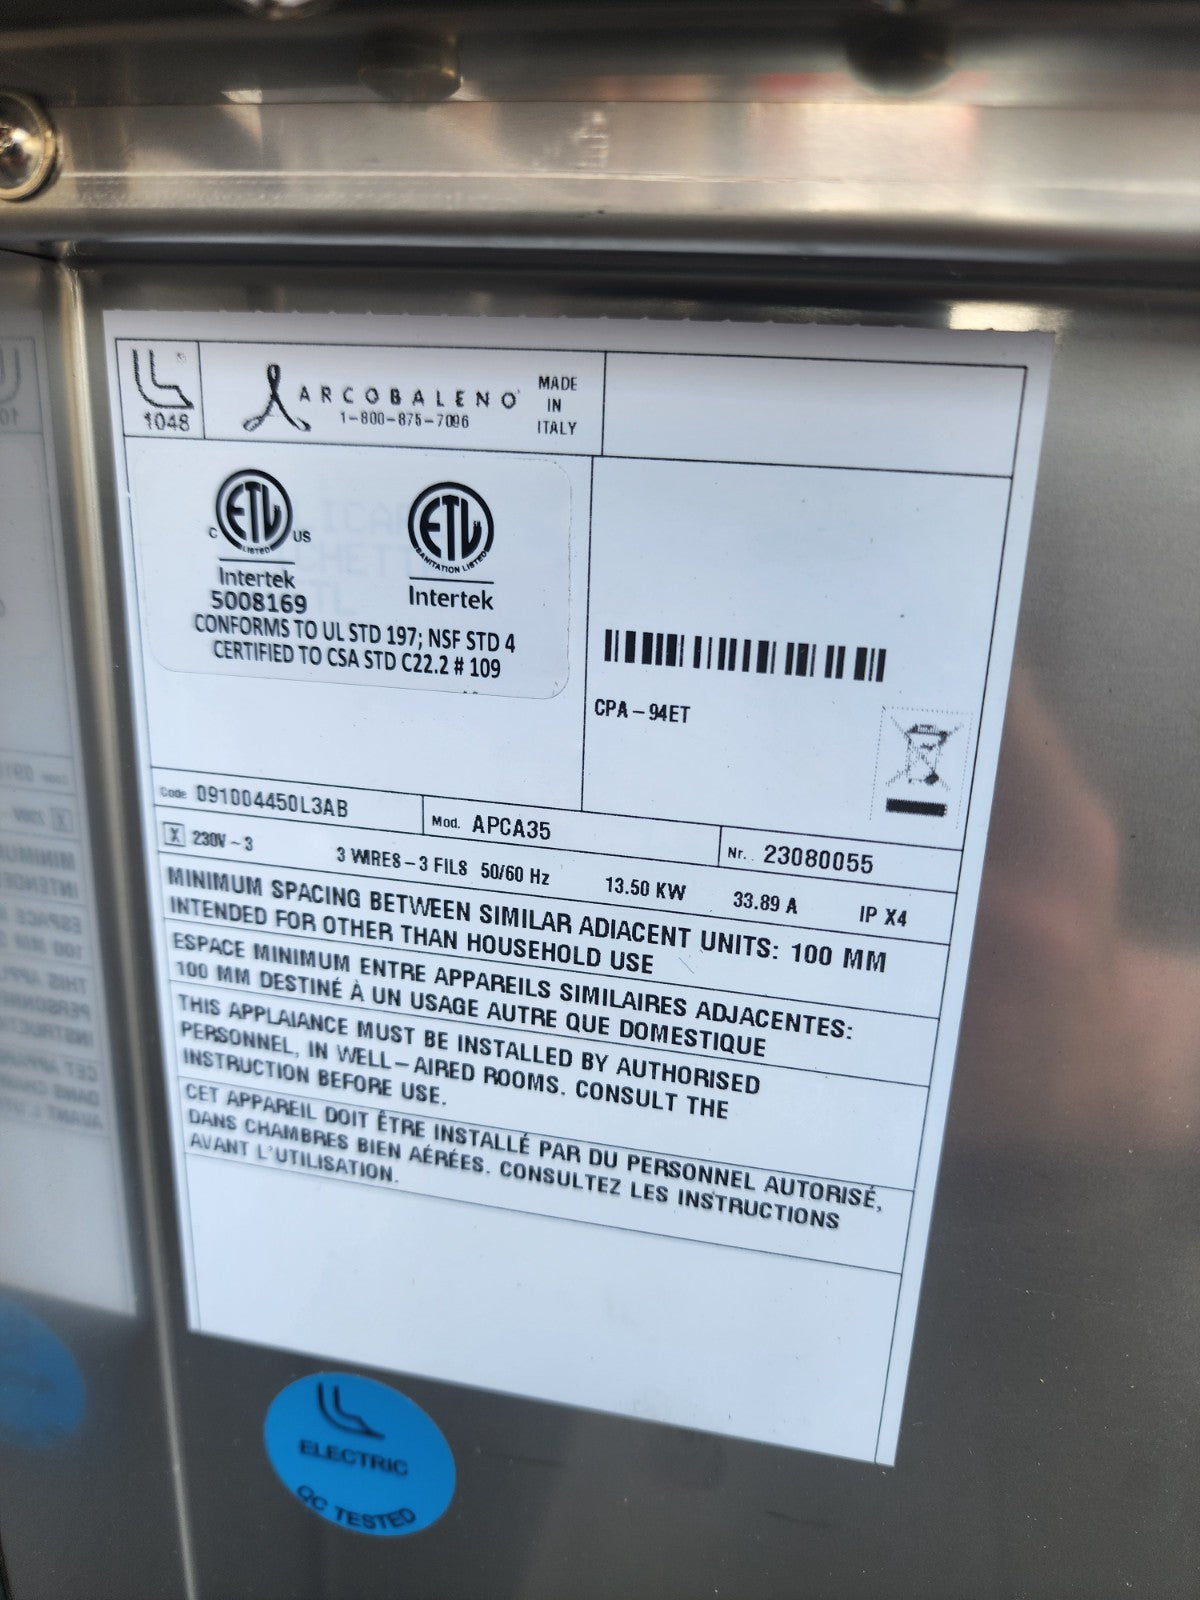 1048
ARCOBALENO
1-800-875-7096
MADE
IN
ITALY
ETL
C US
LISTED
Intertek
5008169
ETL
SANITATION LISTED
Intertek
CONFORMS TO UL STD 197; NSF STD 4
CERTIFIED TO CSA STD C22.2 # 109
CPA-94ET
Code 091004450L3AB
Mod. APCA35
Nr.. 23080055
X 230V ~ 3 3 WIRES-3 FILS 50/60 Hz 13.50 KW 33.89 A IP X4
MINIMUM SPACING BETWEEN SIMILAR ADIACENT UNITS: 100 MM
INTENDED FOR OTHER THAN HOUSEHOLD USE
ESPACE MINIMUM ENTRE APPAREILS SIMILAIRES ADJACENTES:
100 MM DESTINÉ À UN USAGE AUTRE QUE DOMESTIQUE
THIS APPLAIANCE MUST BE INSTALLED BY AUTHORISED
PERSONNEL, IN WELL-AIRED ROOMS. CONSULT THE
INSTRUCTION BEFORE USE.
CET APPAREIL DOIT ÊTRE INSTALLÉ PAR DU PERSONNEL AUTORISÉ,
DANS CHAMBRES BIEN AÉRÉES. CONSULTEZ LES INSTRUCTIONS
AVANT L'UTILISATION.
ELECTRIC
QC TESTED